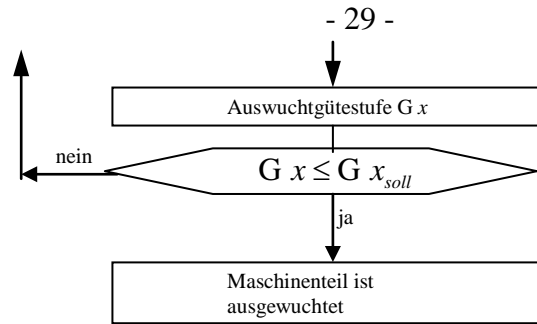 - 29 -
Auswuchtgütestufe G x
nein
G x ≤ G x_soll
ja
Maschinenteil ist
ausgewuchtet